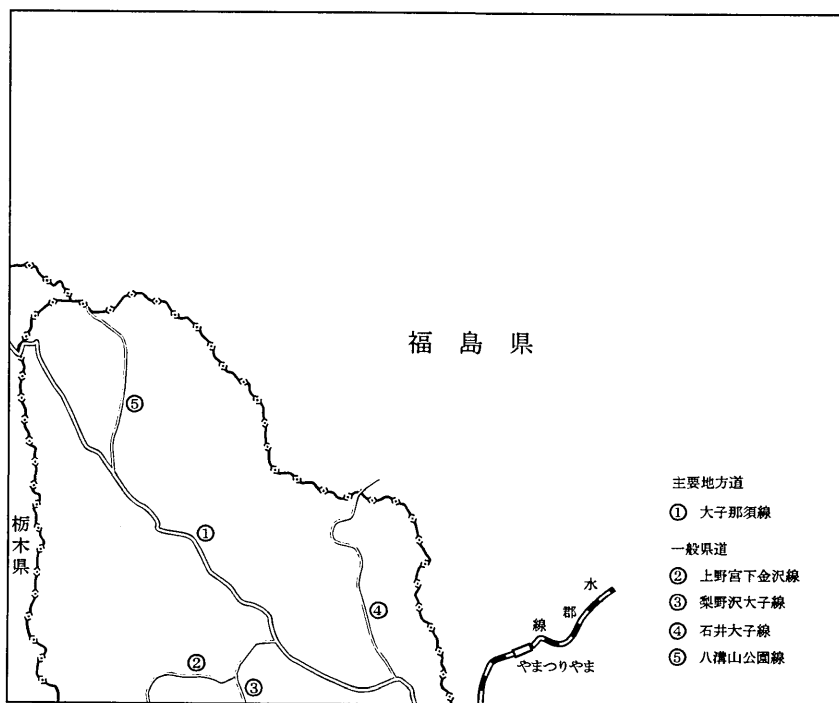 福島県
⑤
栃木県
①
④
②
③
水郡線
やまつりやま
主要地方道
① 大子那須線
一般県道
② 上野宮下金沢線
③ 梨野沢大子線
④ 石井大子線
⑤ 八溝山公園線